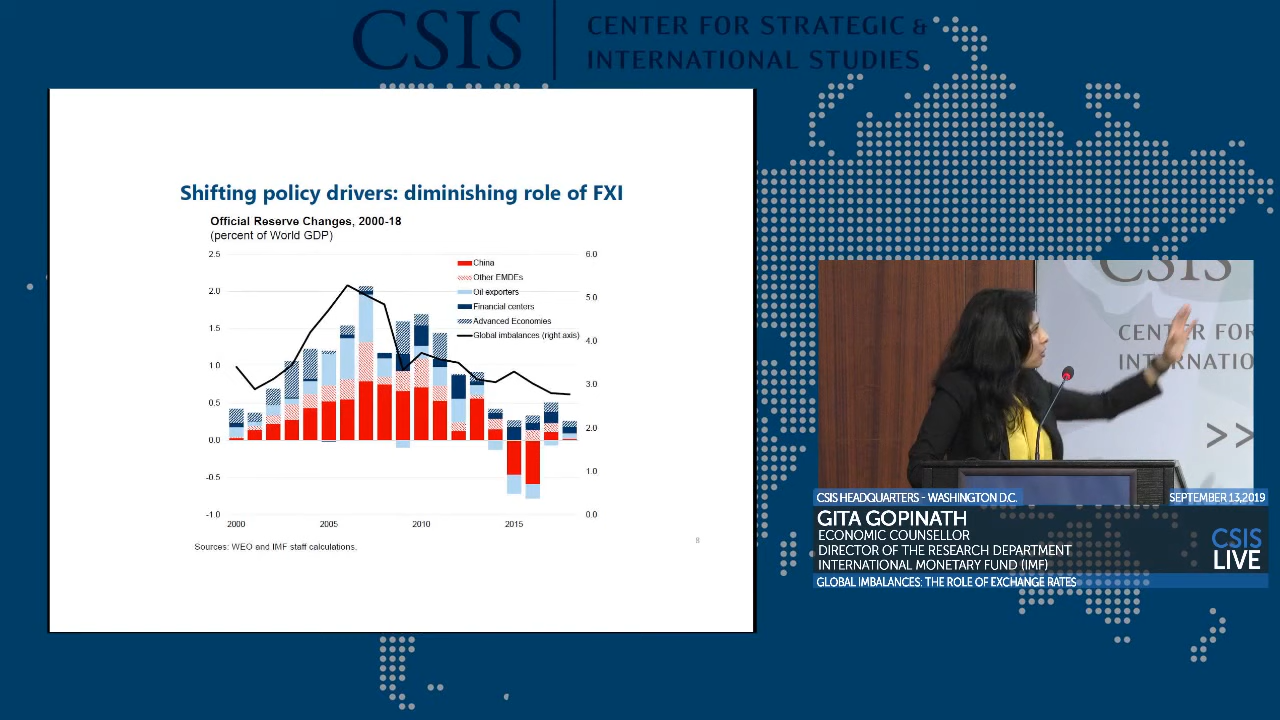 CSIS
CENTER FOR STRATEGIC &
INTERNATIONAL STUDIES
Shifting policy drivers: diminishing role of FXI
Official Reserve Changes, 2000-18
(percent of World GDP)
2.5
2.0
1.5
1.0
0.5
0.0
-0.5
-1.0
6.0
5.0
4.0
3.0
2.0
1.0
0.0
China
Other EMDEs
Oil exporters
Financial centers
Advanced Economies
Global imbalances (right axis)
2000 2005 2010 2015
Sources: WEO and IMF staff calculations.
8
CSIS
CENTER FOR
INTERNATIO
>>
CSIS HEADQUARTERS - WASHINGTON D.C.
SEPTEMBER 13,2019
GITA GOPINATH
ECONOMIC COUNSELLOR
DIRECTOR OF THE RESEARCH DEPARTMENT
INTERNATIONAL MONETARY FUND (IMF)
GLOBAL IMBALANCES: THE ROLE OF EXCHANGE RATES
CSIS
LIVE